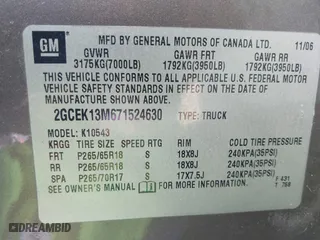 GM
MFD BY GENERAL MOTORS OF CANADA LTD. 11/06
GVWR GAWR FRT GAWR RR
3175KG(7000LB) 1792KG(3950LB) 1792KG(3950LB)
THIS VEHICLE CONFORMS TO ALL APPLICABLE U.S. FEDERAL MOTOR
VEHICLE SAFETY STANDARDS IN EFFECT ON THE DATE OF
MANUFACTURE SHOWN ABOVE.
2GCEK13M671524630 TYPE: TRUCK
MODEL: K10543
KRGG TIRE SIZE SPEED RTG RIM COLD TIRE PRESSURE
FRT P265/65R18 S 18X8J 240KPA(35PSI)
RR P265/65R18 S 18X8J 240KPA(35PSI)
SPA P265/70R17 S 17X7.5J 240KPA(35PSI)
SEE OWNER'S MANUAL FOR MORE INFORMATION.
F 431
T 768
© DREAMBID